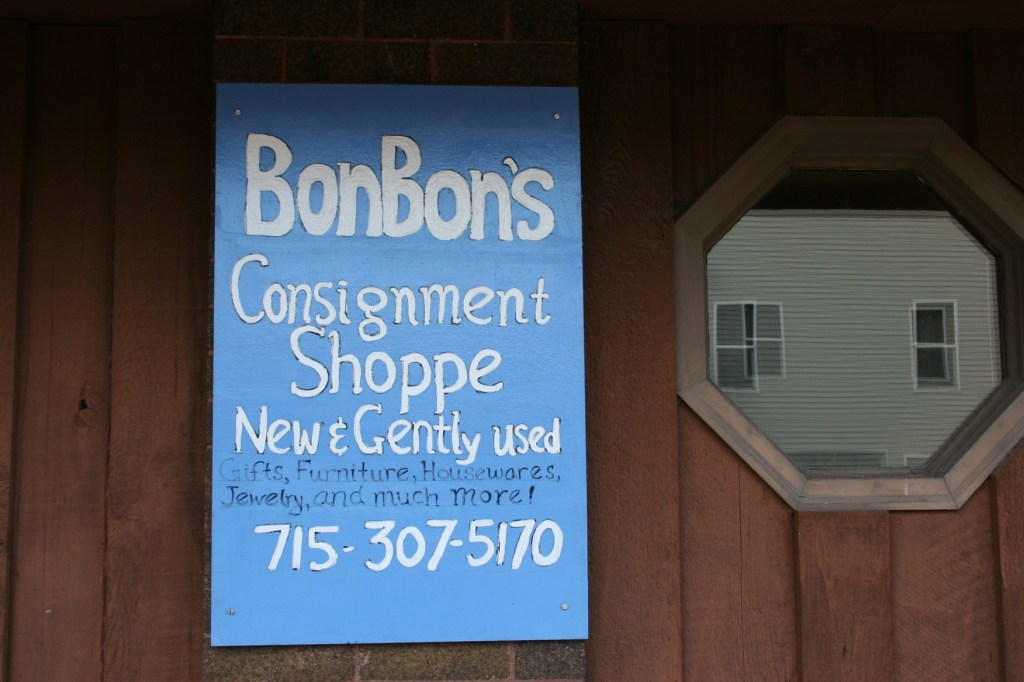 BonBon's
Consignment
Shoppe
New & Gently used
Gifts, Furniture, Housewares,
Jewelry, and much more!
715-307-5170